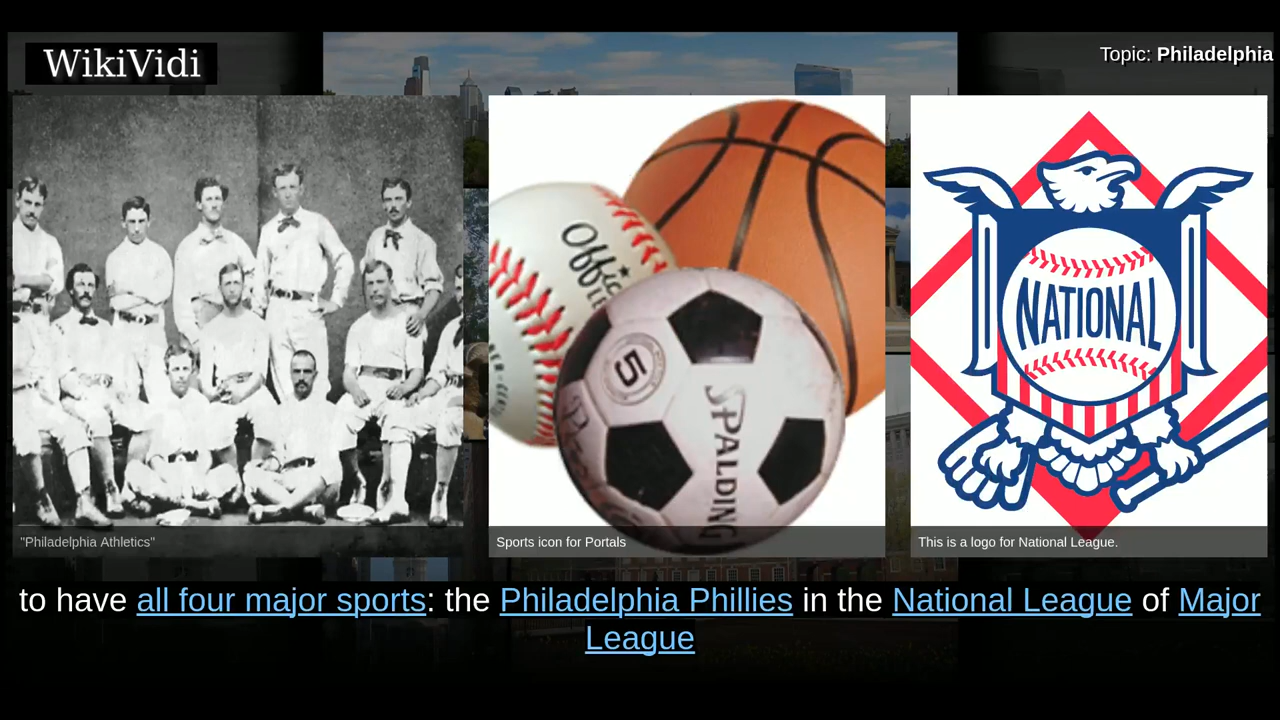 WikiVidi
Topic: Philadelphia
Offic
5
SPALDING
NATIONAL
"Philadelphia Athletics"
Sports icon for Portals
This is a logo for National League.
to have all four major sports: the Philadelphia Phillies in the National League of Major
League